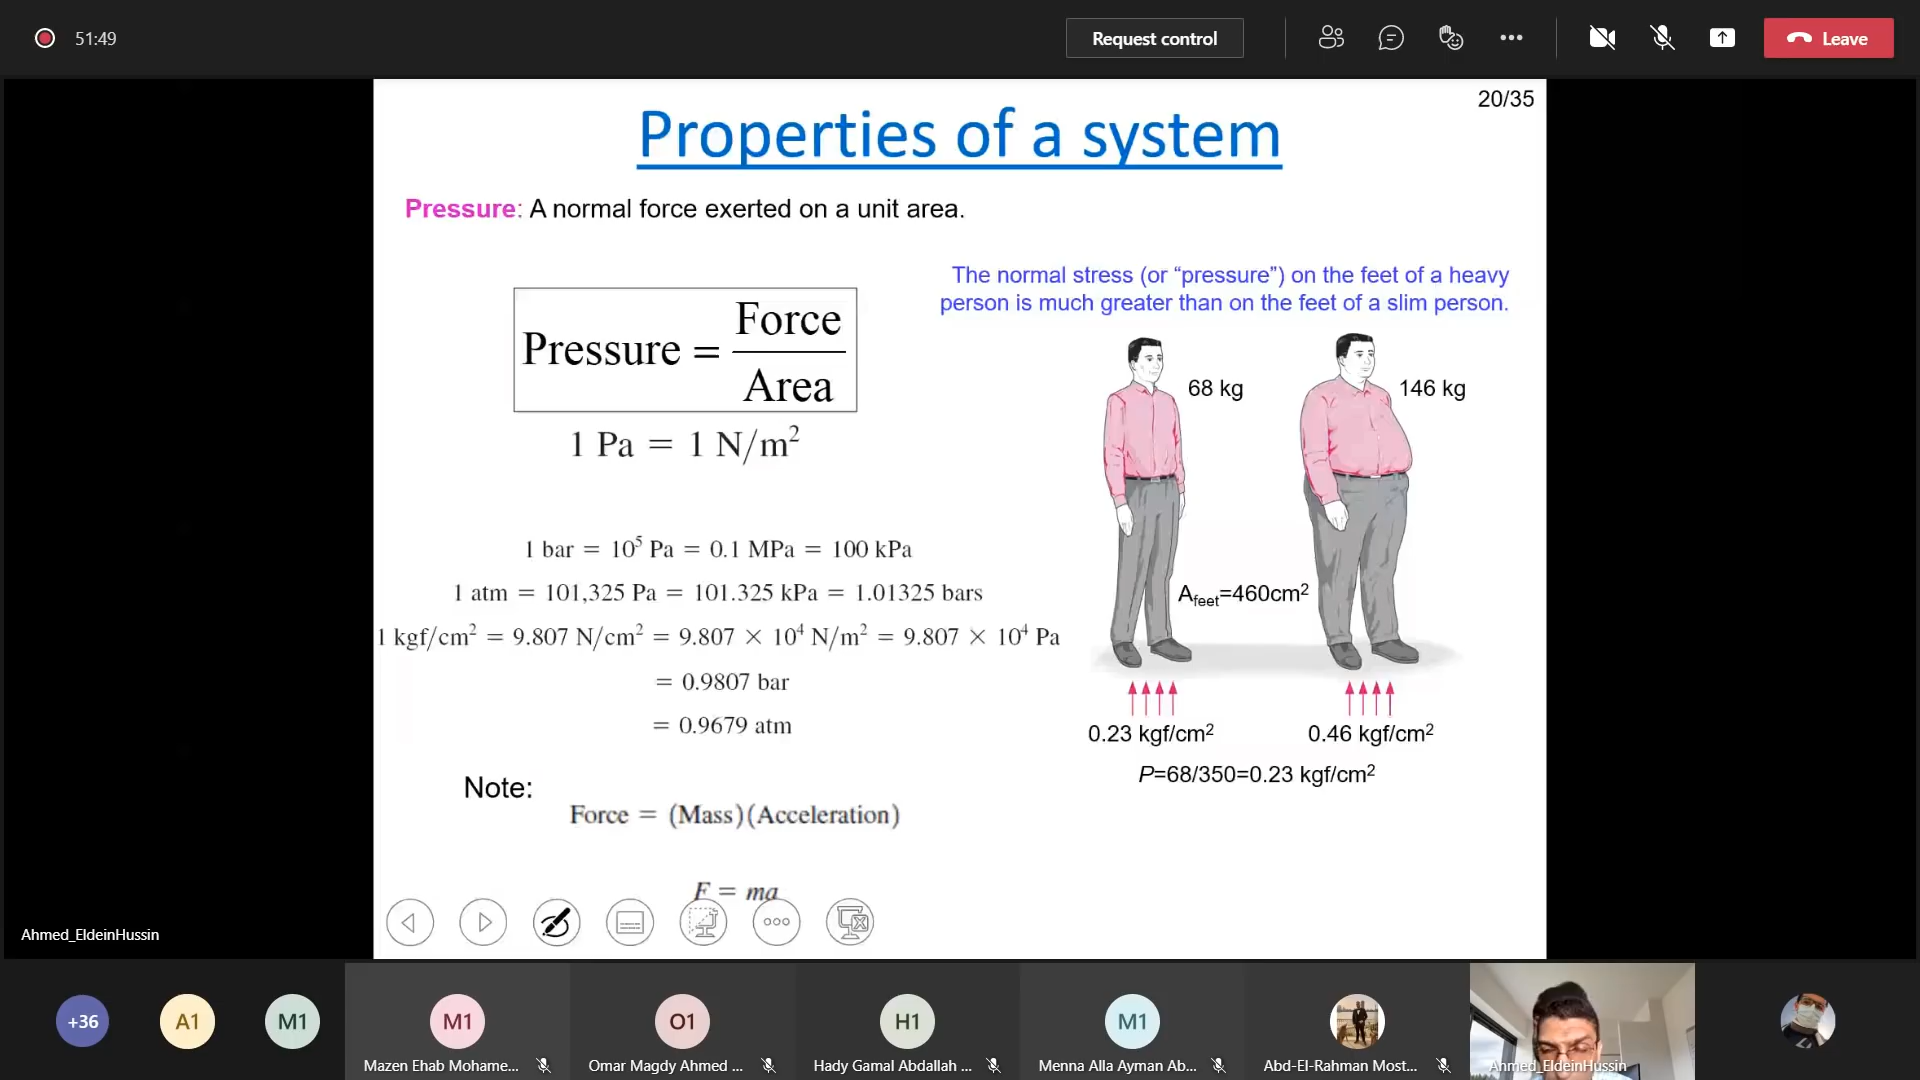 51:49
Request control
Leave
20/35
Properties of a system
Pressure: A normal force exerted on a unit area.
The normal stress (or “pressure”) on the feet of a heavy
person is much greater than on the feet of a slim person.
Pressure = Force / Area
1 Pa = 1 N/m²
68 kg
146 kg
1 bar = 10⁵ Pa = 0.1 MPa = 100 kPa
1 atm = 101,325 Pa = 101.325 kPa = 1.01325 bars
1 kgf/cm² = 9.807 N/cm² = 9.807 × 10⁴ N/m² = 9.807 × 10⁴ Pa
= 0.9807 bar
= 0.9679 atm
A feet=460cm²
0.23 kgf/cm²
0.46 kgf/cm²
P=68/350=0.23 kgf/cm²
Note:
Force = (Mass)(Acceleration)
F = ma
Ahmed_EldeinHussin
+36
A1
M1
M1
Mazen Ehab Mohame...
O1
Omar Magdy Ahmed ...
H1
Hady Gamal Abdallah ...
M1
Menna Alla Ayman Ab...
Abd-El-Rahman Most...
Ahmed_EldeinHussin